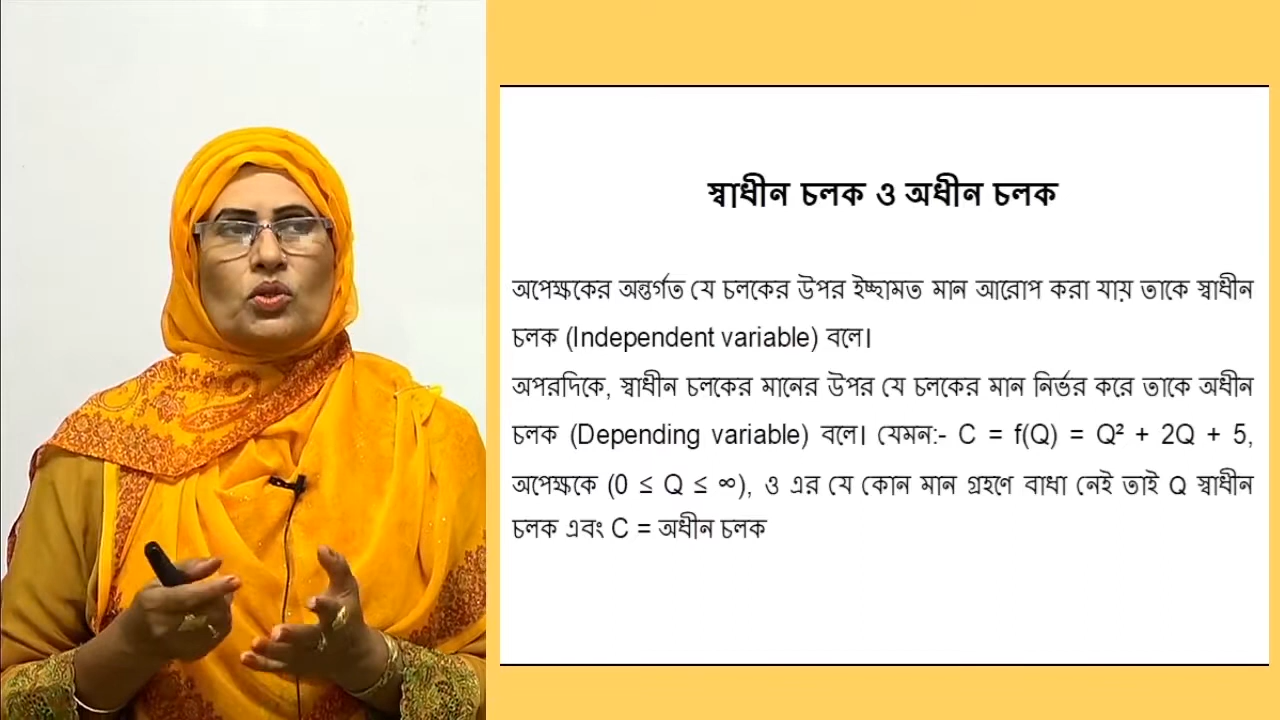 স্বাধীন চলক ও অধীন চলক
অপেক্ষকের অন্তর্গত যে চলকের উপর ইচ্ছামত মান আরোপ করা যায় তাকে স্বাধীন
চলক (Independent variable) বলে।
অপরদিকে, স্বাধীন চলকের মানের উপর যে চলকের মান নির্ভর করে তাকে অধীন
চলক (Depending variable) বলে। যেমন:- C = f(Q) = Q² + 2Q + 5,
অপেক্ষকে (0 ≤ Q ≤ ∞), ও এর যে কোন মান গ্রহণে বাধা নেই তাই Q স্বাধীন
চলক এবং C = অধীন চলক